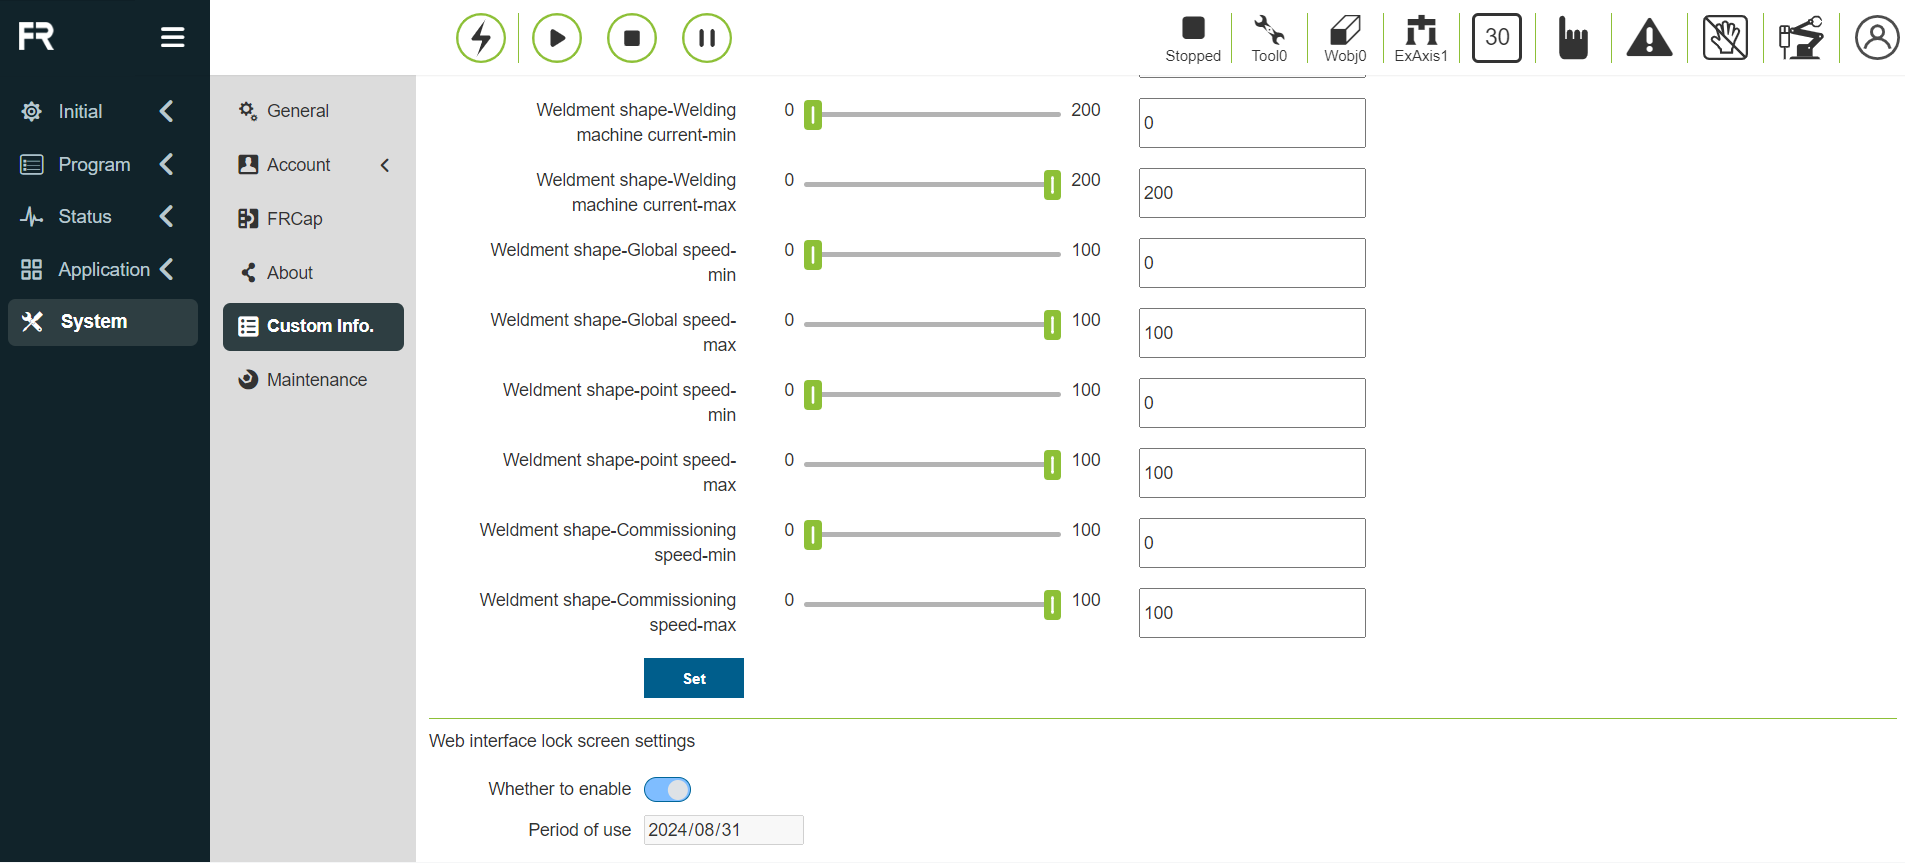 FR
Stopped
Tool0
Wobj0
ExAxis1
30
Initial
Program
Status
Application
System
General
Account
FRCap
About
Custom Info.
Maintenance
Weldment shape-Welding
machine current-min
0
200
0
Weldment shape-Welding
machine current-max
0
200
200
Weldment shape-Global speed-
min
0
100
0
Weldment shape-Global speed-
max
0
100
100
Weldment shape-point speed-
min
0
100
0
Weldment shape-point speed-
max
0
100
100
Weldment shape-Commissioning
speed-min
0
100
0
Weldment shape-Commissioning
speed-max
0
100
100
Set
Web interface lock screen settings
Whether to enable
Period of use
2024/08/31